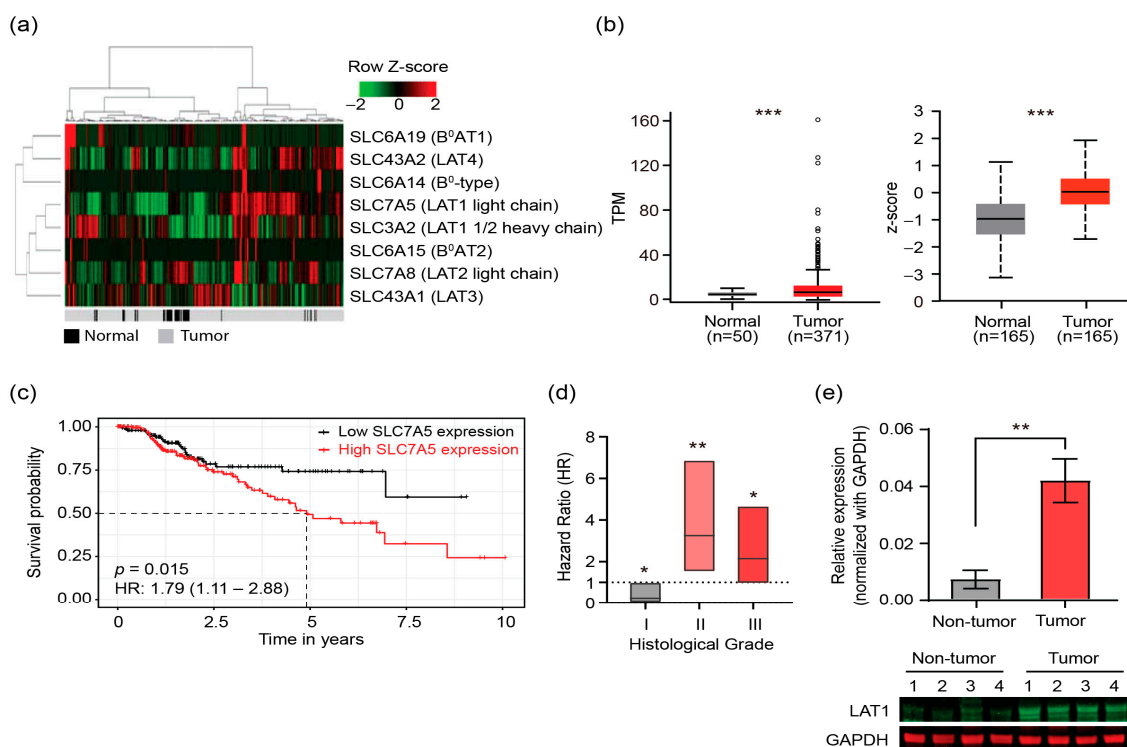 (a)
Row Z-score
−2 0 2
SLC6A19 (B⁰AT1)
SLC43A2 (LAT4)
SLC6A14 (B⁰-type)
SLC7A5 (LAT1 light chain)
SLC3A2 (LAT1 1/2 heavy chain)
SLC6A15 (B⁰AT2)
SLC7A8 (LAT2 light chain)
SLC43A1 (LAT3)
Normal Tumor
(b)
TPM
160
120
80
40
0
***
Normal
(n=50)
Tumor
(n=371)
z-score
3
2
1
0
−1
−2
3
3
***
Normal
(n=165)
Tumor
(n=165)
(c)
Survival probability
1.00
0.75
0.50
0.25
0.00
Low SLC7A5 expression
High SLC7A5 expression
p = 0.015
HR: 1.79 (1.11 – 2.88)
0 2.5 5.0 7.5 10
Time in years
(d)
Hazard Ratio (HR)
8
6
4
2
1
0
*
**
*
I II III
Histological Grade
(e)
Relative expression
(normalized with GAPDH)
0.06
0.04
0.02
0.00
**
Non-tumor Tumor
Non-tumor Tumor
1 2 3 4 1 2 3 4
LAT1
GAPDH